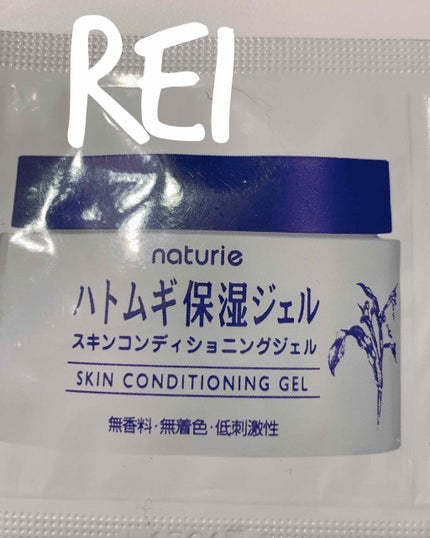 REI
naturie
ハトムギ保湿ジェル
スキンコンディショニングジェル
SKIN CONDITIONING GEL
無香料・無着色・低刺激性